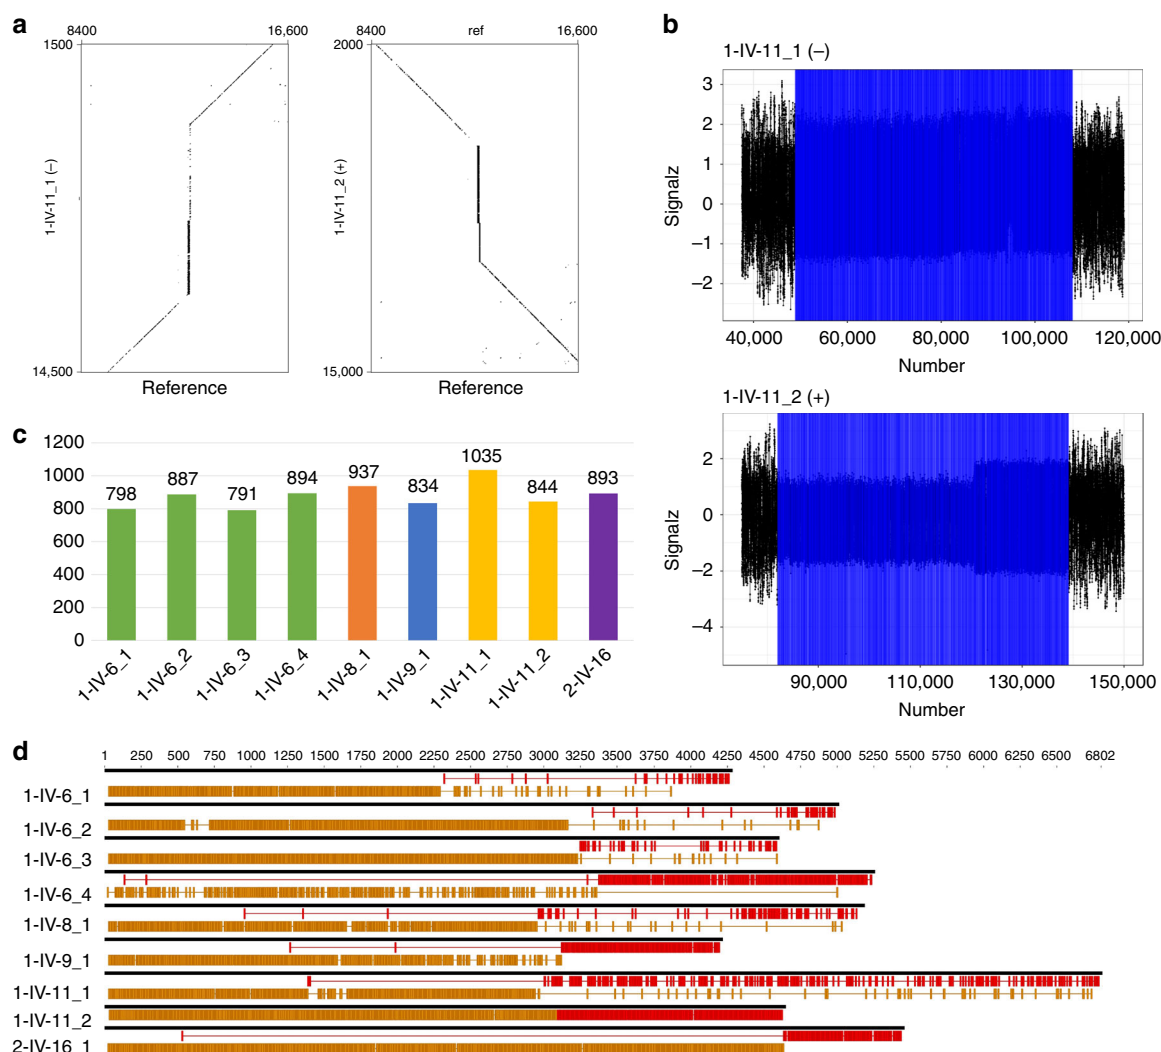 a
8400
16,600
1500
1-IV-11_1 (–)
14,500
Reference
8400
ref
16,600
2000
1-IV-11_2 (+)
15,000
Reference
b
1-IV-11_1 (–)
3
2
1
0
–1
–2
Signalz
40,000
60,000
80,000
100,000
120,000
Number
1-IV-11_2 (+)
2
0
–2
–4
Signalz
90,000
110,000
130,000
150,000
Number
c
1200
1000
800
600
400
200
0
798
887
791
894
937
834
1035
844
893
1-IV-6_1
1-IV-6_2
1-IV-6_3
1-IV-6_4
1-IV-8_1
1-IV-9_1
1-IV-11_1
1-IV-11_2
2-IV-16
d
1 250 500 750 1000 1250 1500 1750 2000 2250 2500 2750 3000 3250 3500 3750 4000 4250 4500 4750 5000 5250 5500 5750 6000 6250 6500 6802
1-IV-6_1
1-IV-6_2
1-IV-6_3
1-IV-6_4
1-IV-8_1
1-IV-9_1
1-IV-11_1
1-IV-11_2
2-IV-16_1